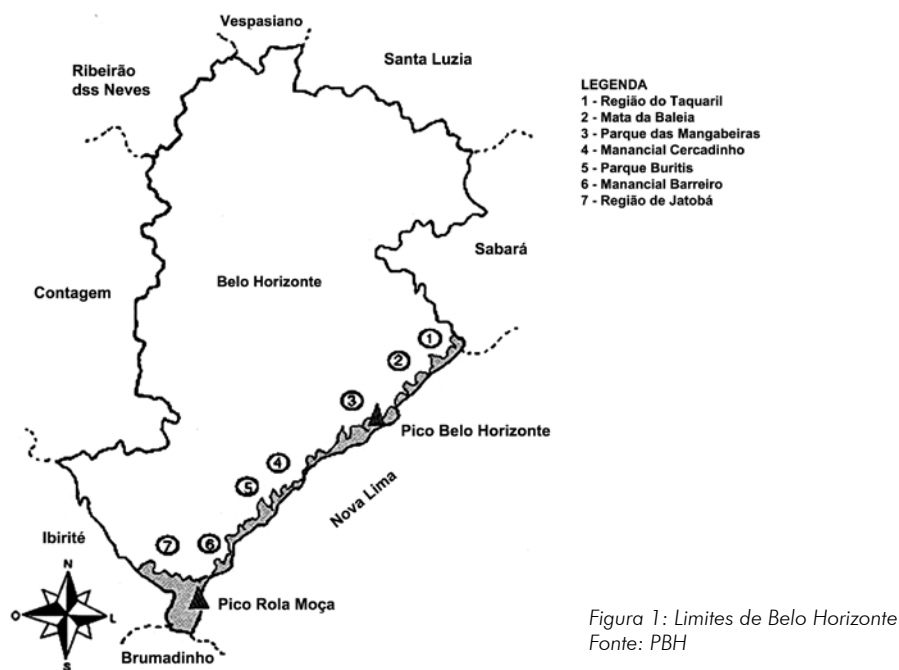 Vespasiano
Santa Luzia
Ribeirão
dss Neves
LEGENDA
1 - Região do Taquaril
2 - Mata da Baleia
3 - Parque das Mangabeiras
4 - Manancial Cercadinho
5 - Parque Buritis
6 - Manancial Barreiro
7 - Região de Jatobá
Sabará
Belo Horizonte
Contagem
1
2
3
Pico Belo Horizonte
4
5
Nova Lima
Ibirité
7
6
N
O
L
S
Pico Rola Moça
Brumadinho
Figura 1: Limites de Belo Horizonte
Fonte: PBH